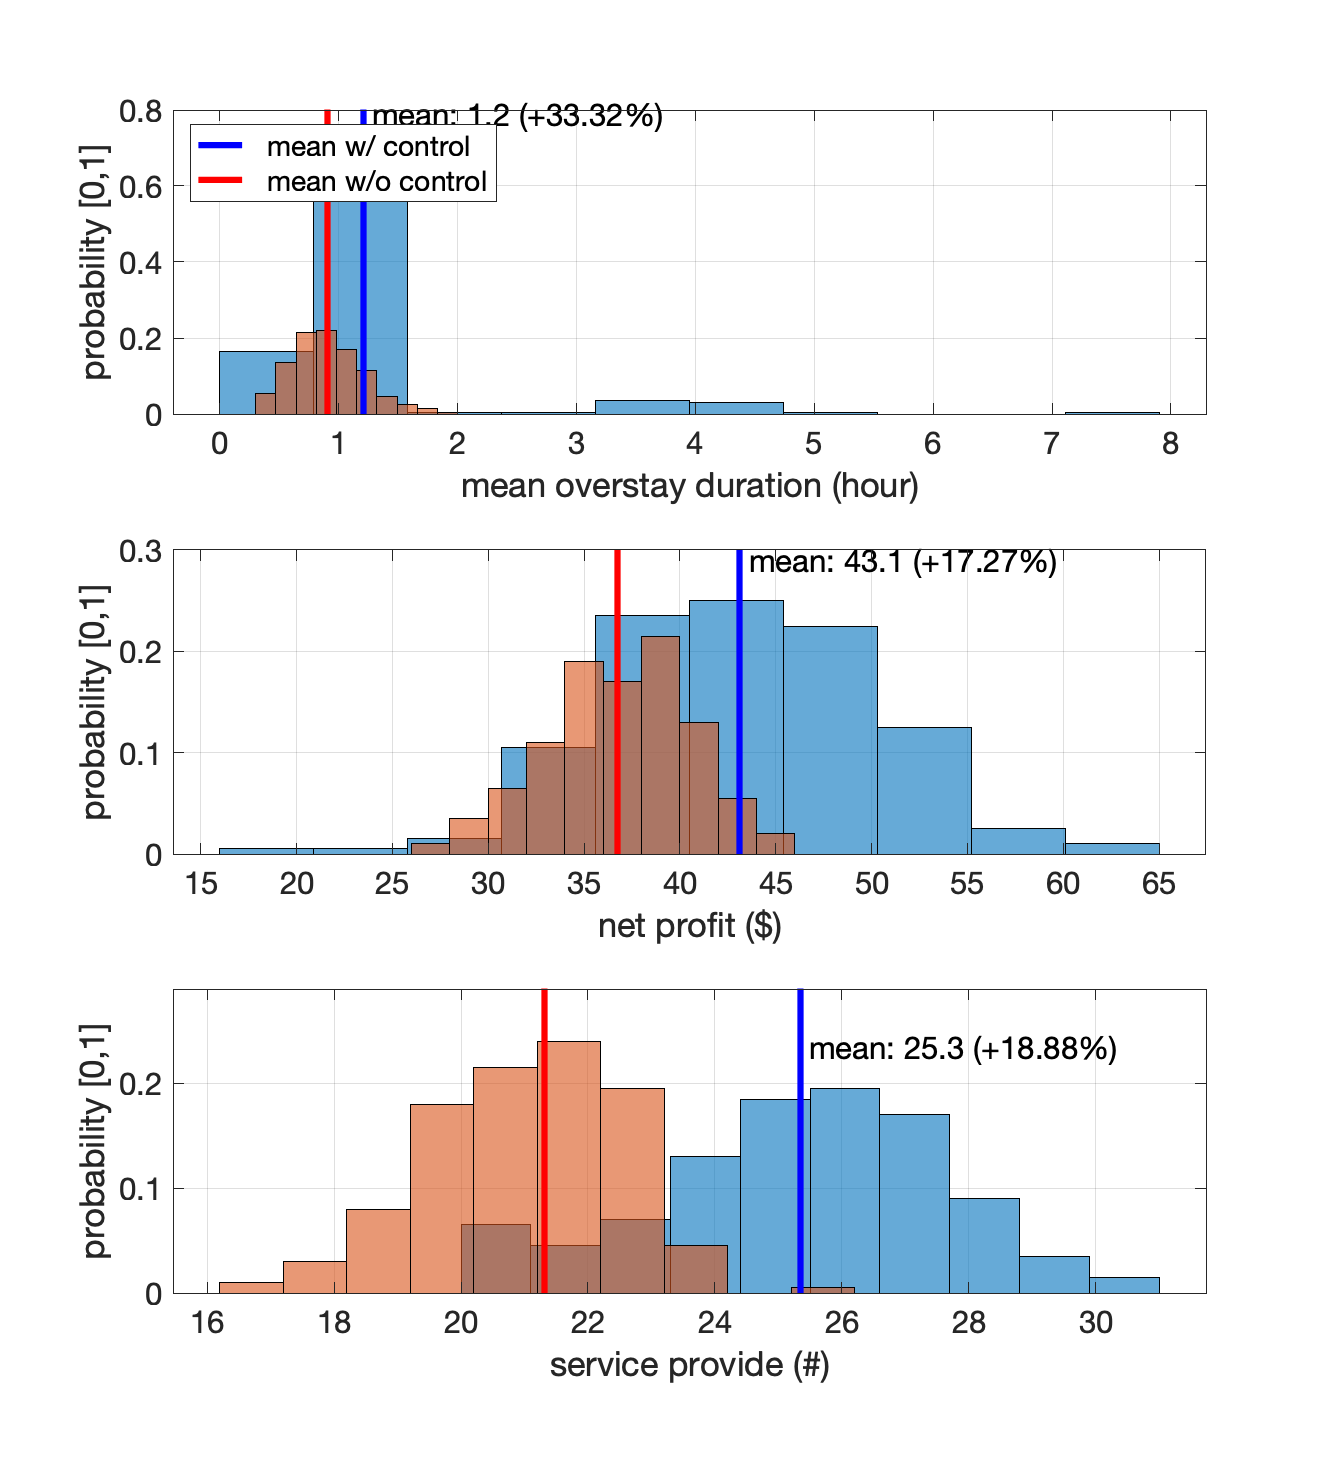 mean: 1.2 (+33.32%)
mean w/ control
mean w/o control
probability [0,1]
0.8
0.6
0.4
0.2
0
0 1 2 3 4 5 6 7 8
mean overstay duration (hour)
mean: 43.1 (+17.27%)
probability [0,1]
0.3
0.2
0.1
0
15 20 25 30 35 40 45 50 55 60 65
net profit ($)
mean: 25.3 (+18.88%)
probability [0,1]
0.2
0.1
0
16 18 20 22 24 26 28 30
service provide (#)